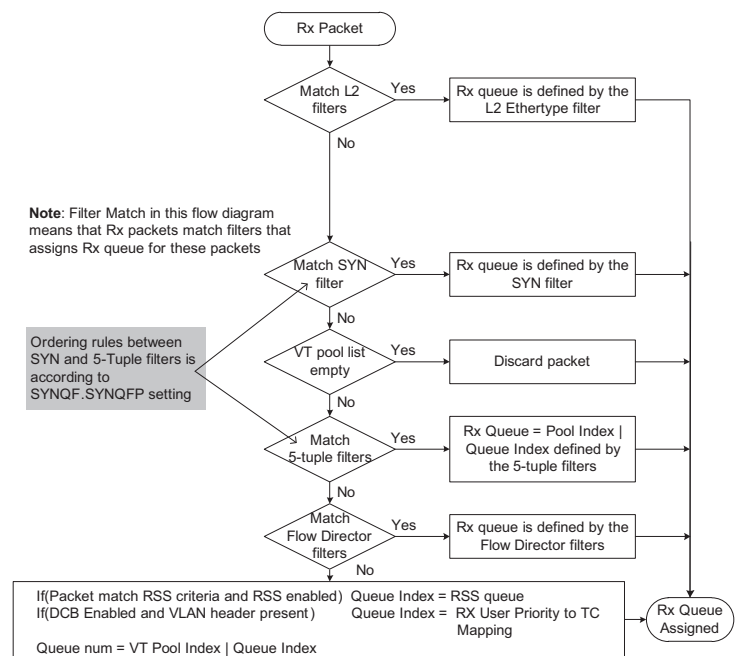 Rx Packet
Match L2
filters
Yes
Rx queue is defined by the
L2 Ethertype filter
No
Note: Filter Match in this flow diagram
means that Rx packets match filters that
assigns Rx queue for these packets
Match SYN
filter
Yes
Rx queue is defined by the
SYN filter
No
Ordering rules between
SYN and 5-Tuple filters is
according to
SYNQF.SYNQFP setting
VT pool list
empty
Yes
Discard packet
No
Match
5-tuple filters
Yes
Rx Queue = Pool Index |
Queue Index defined by
the 5-tuple filters
No
Match
Flow Director
filters
Yes
Rx queue is defined by the
Flow Director filters
No
If(Packet match RSS criteria and RSS enabled) Queue Index = RSS queue
If(DCB Enabled and VLAN header present) Queue Index = RX User Priority to TC
Mapping
Queue num = VT Pool Index | Queue Index
Rx Queue
Assigned